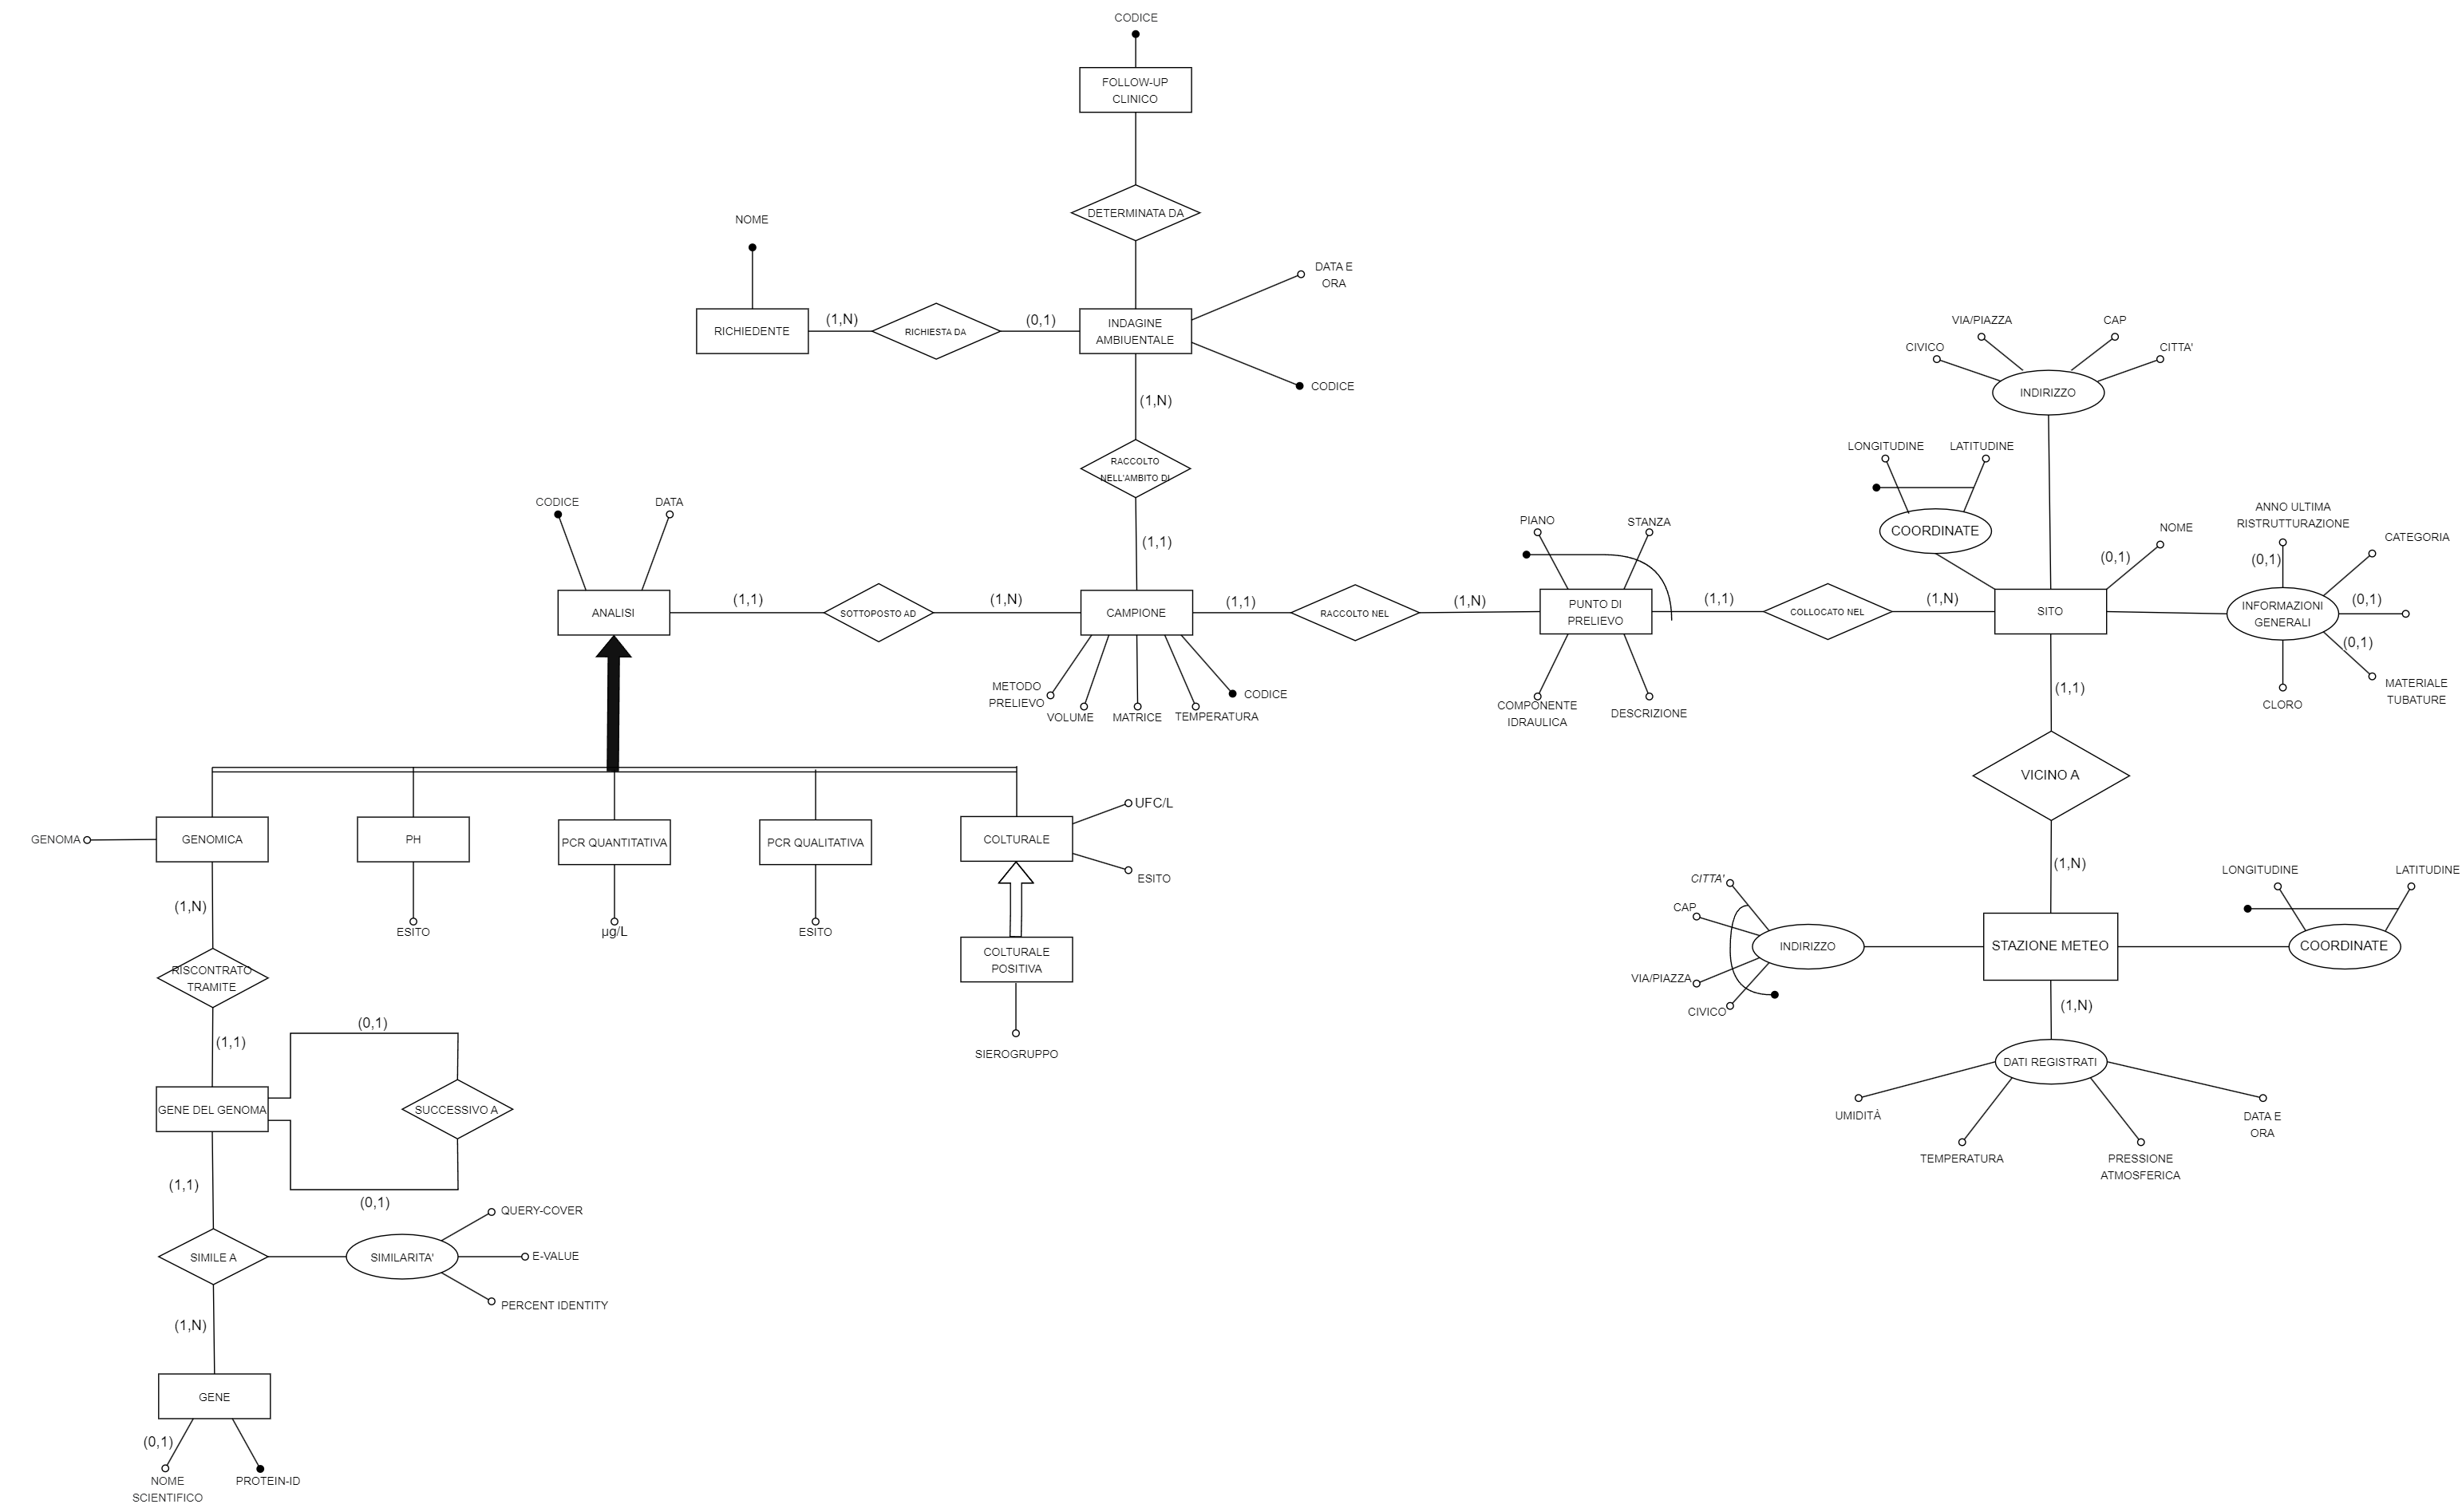 CODICE
FOLLOW-UP
CLINICO
DETERMINATA DA
NOME
DATA E
ORA
RICHIEDENTE
(1,N)
RICHIESTA DA
(0,1)
INDAGINE
AMBIUENTALE
CODICE
(1,N)
RACCOLTO
NELL'AMBITO DI
(1,1)
VIA/PIAZZA
CAP
CIVICO
CITTA'
INDIRIZZO
LONGITUDINE
LATITUDINE
COORDINATE
NOME
(0,1)
ANNO ULTIMA
RISTRUTTURAZIONE
(0,1)
CATEGORIA
(0,1)
CODICE
DATA
ANALISI
(1,1)
SOTTOPOSTO AD
(1,N)
CAMPIONE
(1,1)
RACCOLTO NEL
(1,N)
PIANO
STANZA
PUNTO DI
PRELIEVO
(1,1)
COLLOCATO NEL
(1,N)
SITO
INFORMAZIONI
GENERALI
(0,1)
METODO
PRELIEVO
VOLUME
MATRICE
TEMPERATURA
CODICE
COMPONENTE
IDRAULICA
DESCRIZIONE
(1,1)
CLORO
MATERIALE
TUBATURE
VICINO A
GENOMA
GENOMICA
PH
PCR QUANTITATIVA
PCR QUALITATIVA
COLTURALE
UFC/L
ESITO
(1,N)
ESITO
µg/L
ESITO
COLTURALE
POSITIVA
SIEROGRUPPO
(1,N)
CITTA'
CAP
INDIRIZZO
VIA/PIAZZA
CIVICO
STAZIONE METEO
LONGITUDINE
LATITUDINE
COORDINATE
(1,N)
DATI REGISTRATI
UMIDITÀ
TEMPERATURA
PRESSIONE
ATMOSFERICA
DATA E
ORA
RISCONTRATO
TRAMITE
(1,1)
(0,1)
GENE DEL GENOMA
SUCCESSIVO A
(0,1)
(1,1)
SIMILE A
SIMILARITA'
QUERY-COVER
E-VALUE
PERCENT IDENTITY
(1,N)
GENE
(0,1)
NOME
SCIENTIFICO
PROTEIN-ID